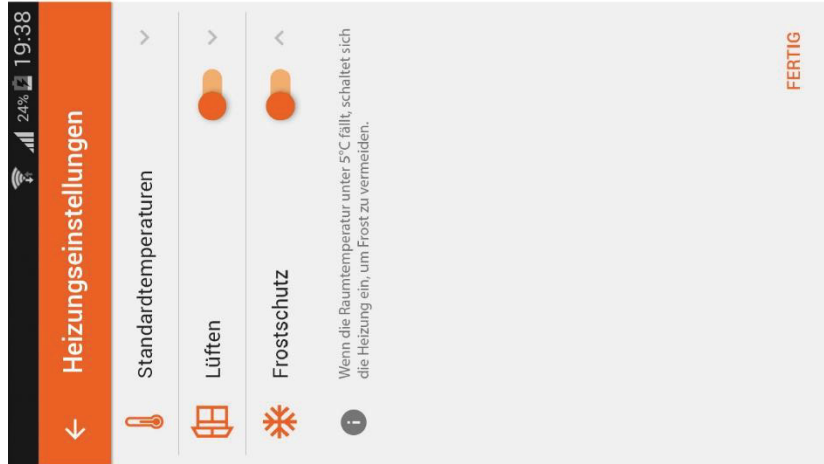 24% 19:38
Heizungseinstellungen
Standardtemperaturen
Lüften
Frostschutz
Wenn die Raumtemperatur unter 5°C fällt, schaltet sich
die Heizung ein, um Frost zu vermeiden.
FERTIG